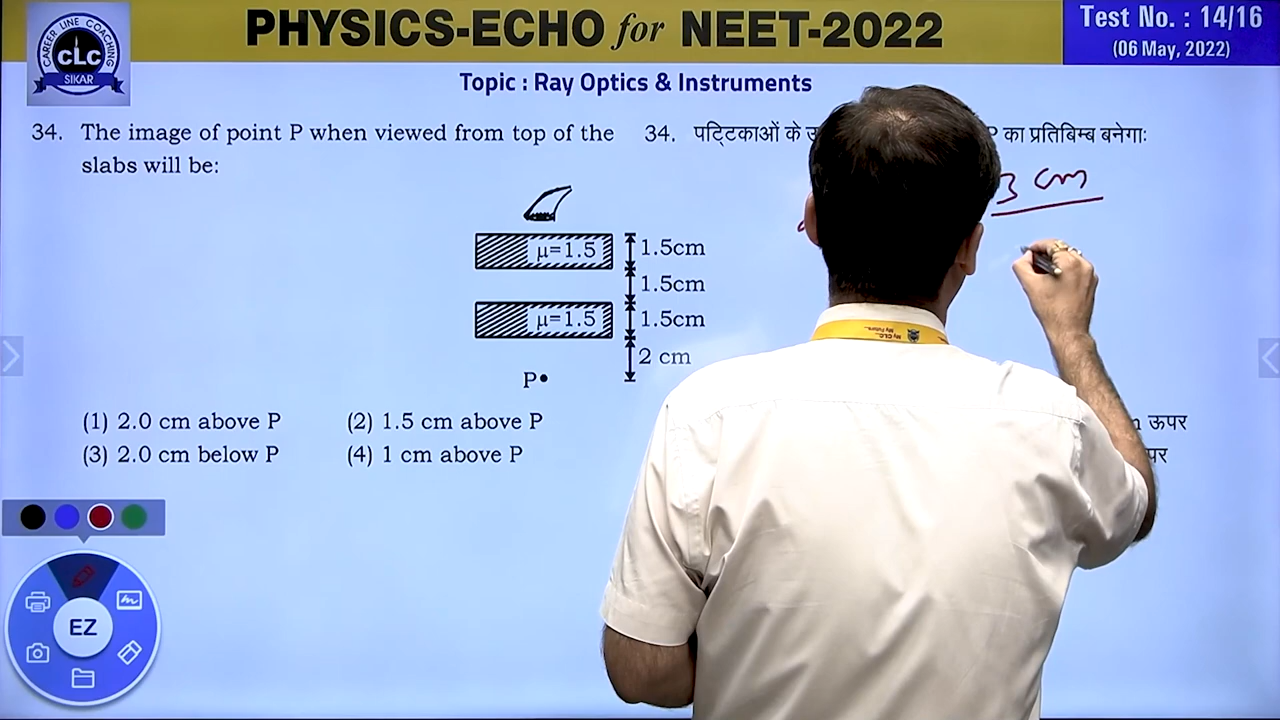 CAREER LINE COACHING
CLC
SIKAR
PHYSICS-ECHO for NEET-2022
Test No. : 14/16
(06 May, 2022)
Topic : Ray Optics & Instruments
34. The image of point P when viewed from top of the
slabs will be:
μ=1.5 1.5cm
1.5cm
μ=1.5 1.5cm
2 cm
P•
(1) 2.0 cm above P (2) 1.5 cm above P
(3) 2.0 cm below P (4) 1 cm above P
34. पट्टिकाओं के का प्रतिबिम्ब बनेगाः
3 cm
ऊपर
EZ